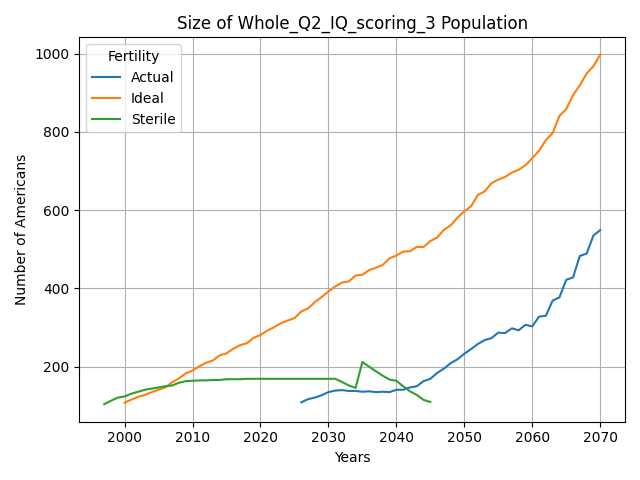 Size of Whole_Q2_IQ_scoring_3 Population
Fertility
Actual
Ideal
Sterile
Number of Americans
1000
800
600
400
200
2000 2010 2020 2030 2040 2050 2060 2070
Years